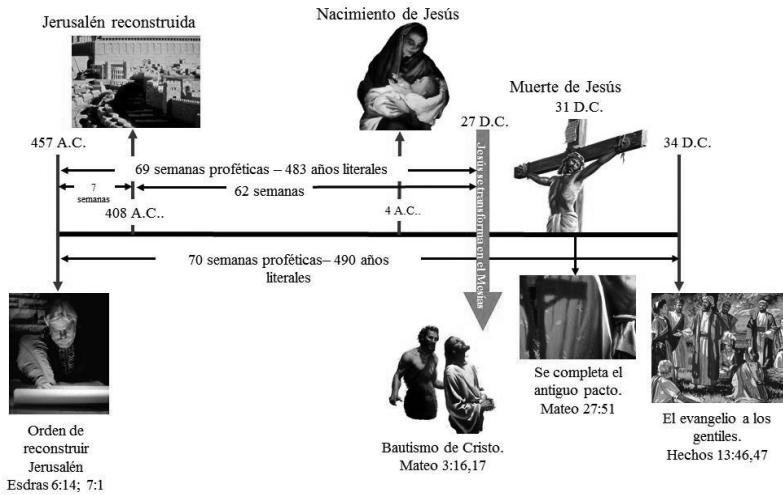 Jerusalén reconstruida
Nacimiento de Jesús
Muerte de Jesús
31 D.C.
27 D.C.
457 A.C.
34 D.C.
69 semanas proféticas – 483 años literales
7
semanas
62 semanas
408 A.C..
4 A.C..
Jesús se transforma en el Mesías
70 semanas proféticas– 490 años
literales
Orden de
reconstruir
Jerusalén
Esdras 6:14; 7:1
Bautismo de Cristo.
Mateo 3:16,17
Se completa el
antiguo pacto.
Mateo 27:51
El evangelio a los
gentiles.
Hechos 13:46,47